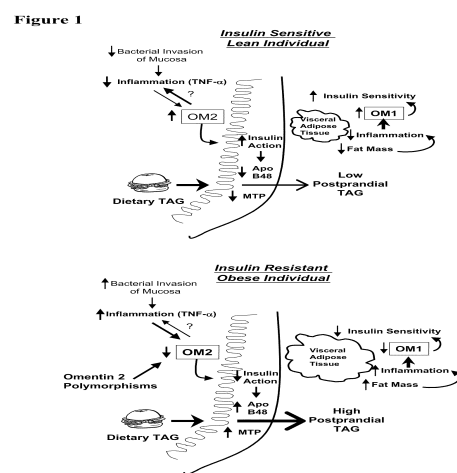 Figure 1
Insulin Sensitive
Lean Individual
↓Bacterial Invasion
of Mucosa
↓ Inflammation (TNF-α)
?
↑ OM2
↑ Insulin
Action
↓ Apo
B48
↓ MTP
Dietary TAG
Low
Postprandial
TAG
↑ Insulin Sensitivity
↑ OM1
Visceral
Adipose
Tissue
↓ Inflammation
↓ Fat Mass
Insulin Resistant
Obese Individual
↑Bacterial Invasion
of Mucosa
↑Inflammation (TNF-α)
?
↓ OM2
Omentin 2
Polymorphisms
↓ Insulin
Action
↑ Apo
B48
↑ MTP
Dietary TAG
High
Postprandial
TAG
↓ Insulin Sensitivity
↓ OM1
Visceral
Adipose
Tissue
↑ Inflammation
↑ Fat Mass